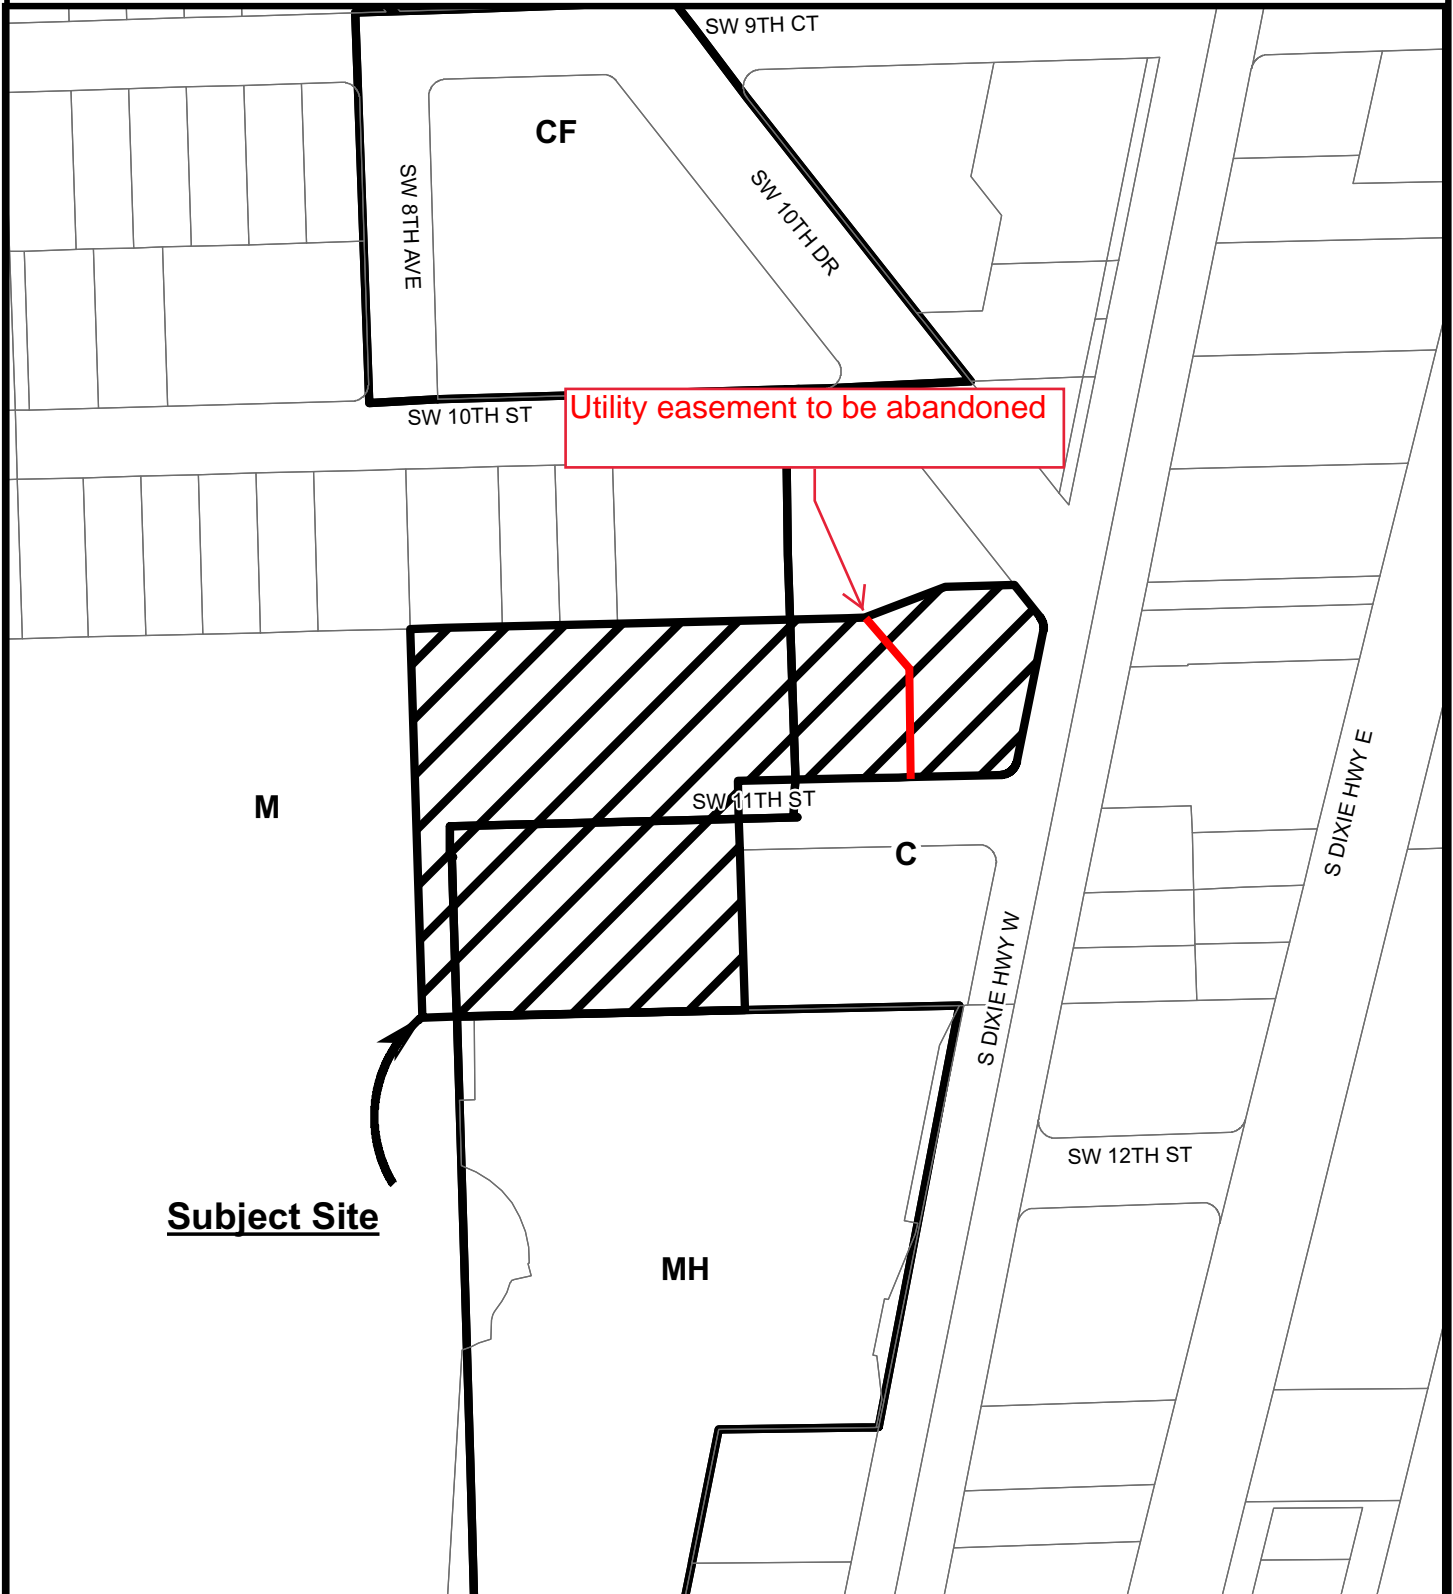 SW 9TH CT
CF
SW 8TH AVE
SW 10TH DR
Utility easement to be abandoned
SW 10TH ST
S DIXIE HWY E
SW 11TH ST
M
C
S DIXIE HWY W
SW 12TH ST
Subject Site
MH